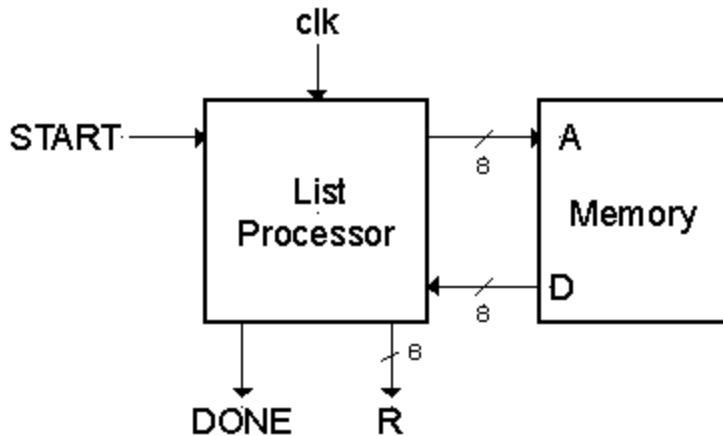 clk
START
List
Processor
8
A
Memory
8
D
8
DONE
R